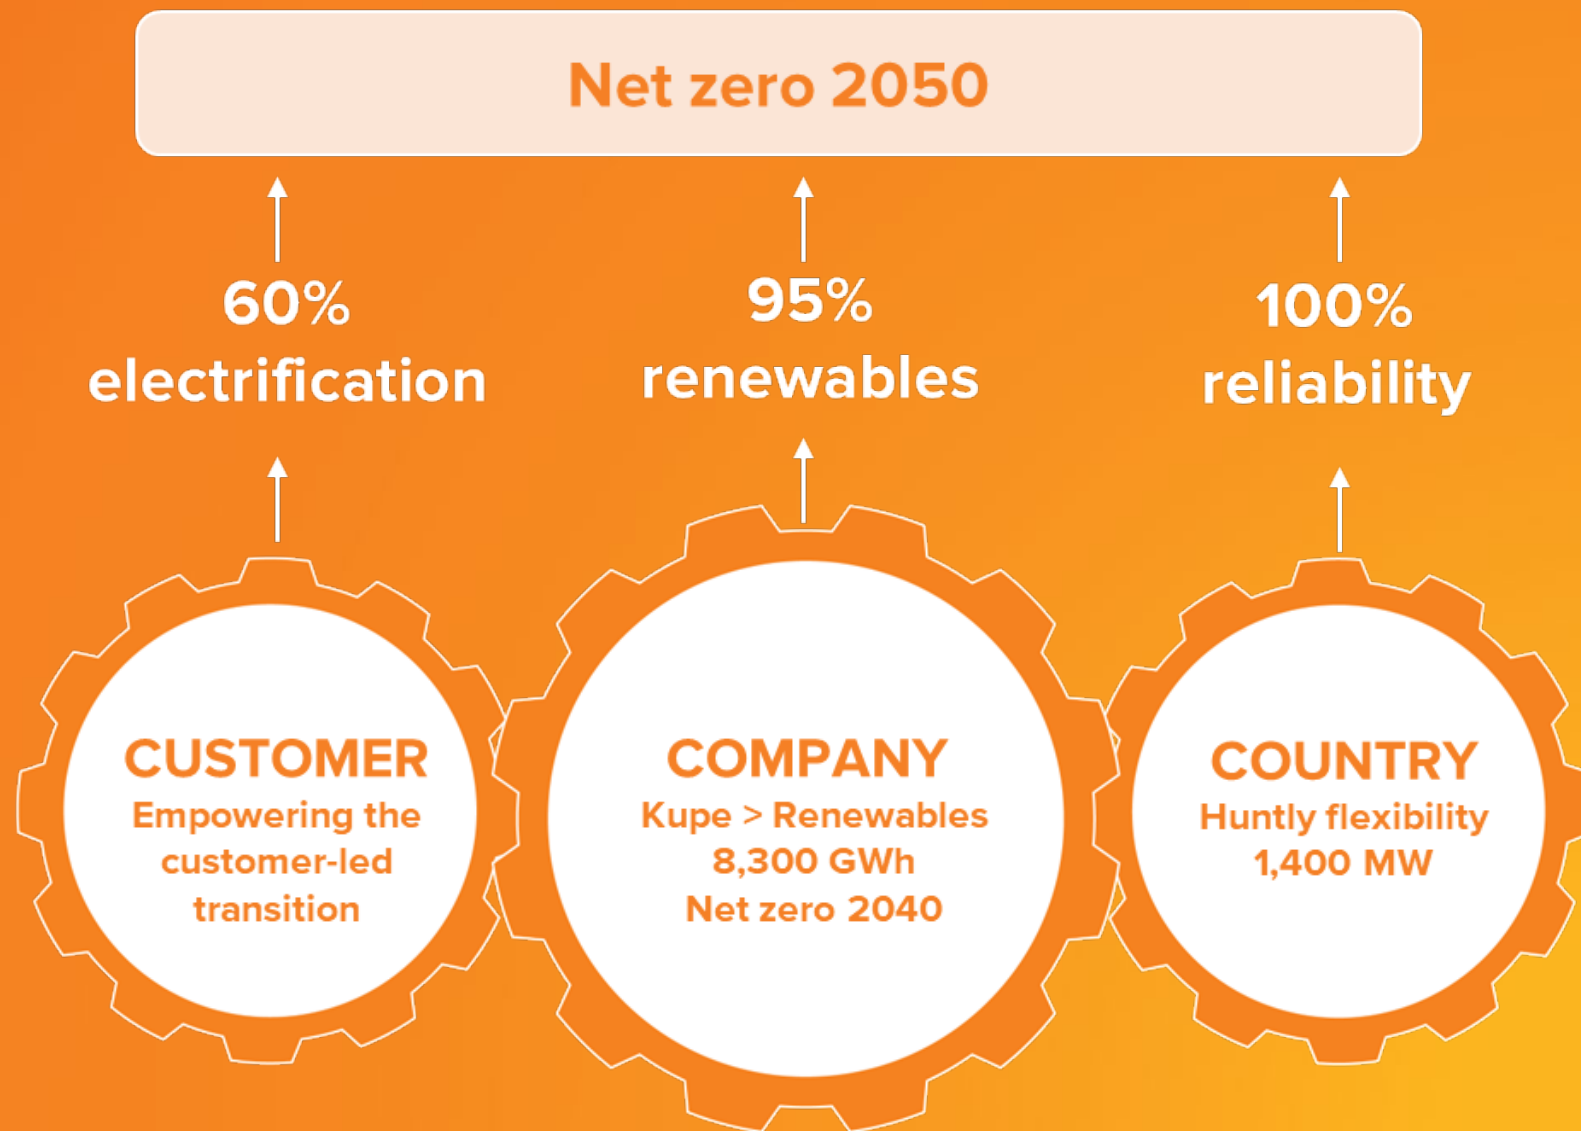 Net zero 2050
60%
electrification
95%
renewables
100%
reliability
CUSTOMER
Empowering the
customer-led
transition
COMPANY
Kupe > Renewables
8,300 GWh
Net zero 2040
COUNTRY
Huntly flexibility
1,400 MW